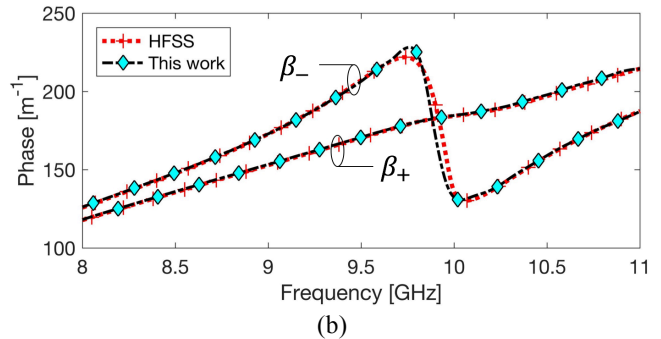 250
200
150
100
Phase [m⁻¹]
HFSS
This work
β₋
β₊
8
8.5
9
9.5
10
10.5
11
Frequency [GHz]
(b)